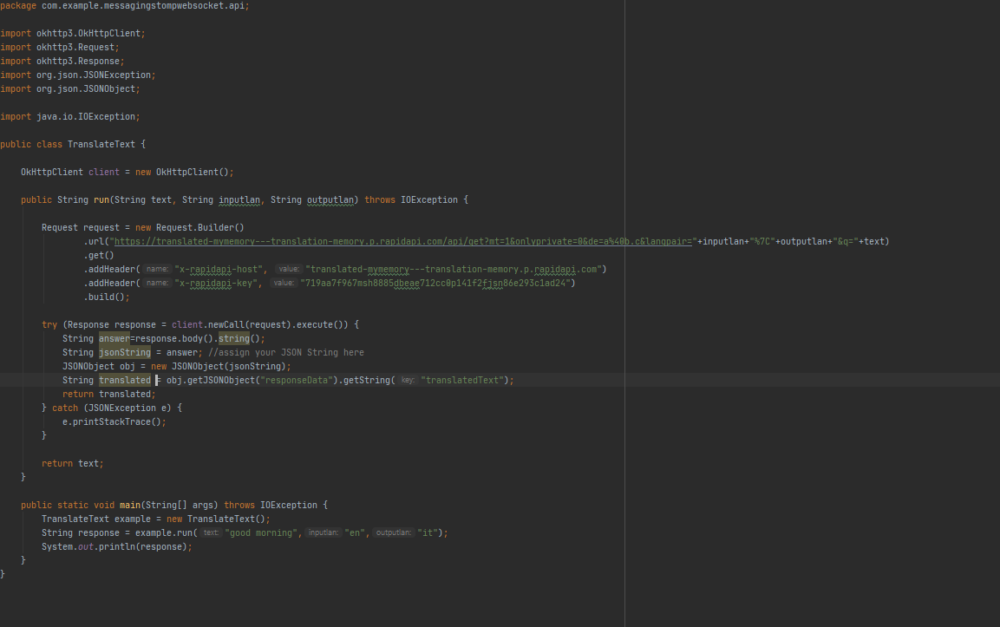 package com.example.messagingstompwebsocket.api;
import okhttp3.OkHttpClient;
import okhttp3.Request;
import okhttp3.Response;
import org.json.JSONException;
import org.json.JSONObject;
import java.io.IOException;
public class TranslateText {
OkHttpClient client = new OkHttpClient();
public String run(String text, String inputlan, String outputlan) throws IOException {
Request request = new Request.Builder()
.url("https://translated-mymemory---translation-memory.p.rapidapi.com/api/get?mt=1&onlyprivate=0&de=a%40b.c&langpair="+inputlan+"%7C"+outputlan+"&q="+text)
.get()
.addHeader( name: "x-rapidapi-host", value: "translated-mymemory---translation-memory.p.rapidapi.com")
.addHeader( name: "x-rapidapi-key", value: "719aa7f967msh8885dbeae712cc0p141f2fjsn866e293c1ad24")
.build();
try (Response response = client.newCall(request).execute()) {
String answer=response.body().string();
String jsonString = answer; //assign your JSON String here
JSONObject obj = new JSONObject(jsonString);
String translated = obj.getJSONObject("responseData").getString( key: "translatedText");
return translated;
} catch (JSONException e) {
e.printStackTrace();
}
return text;
}
public static void main(String[] args) throws IOException {
TranslateText example = new TranslateText();
String response = example.run( text: "good morning", inputlan: "en", outputlan: "it");
System.out.println(response);
}
}